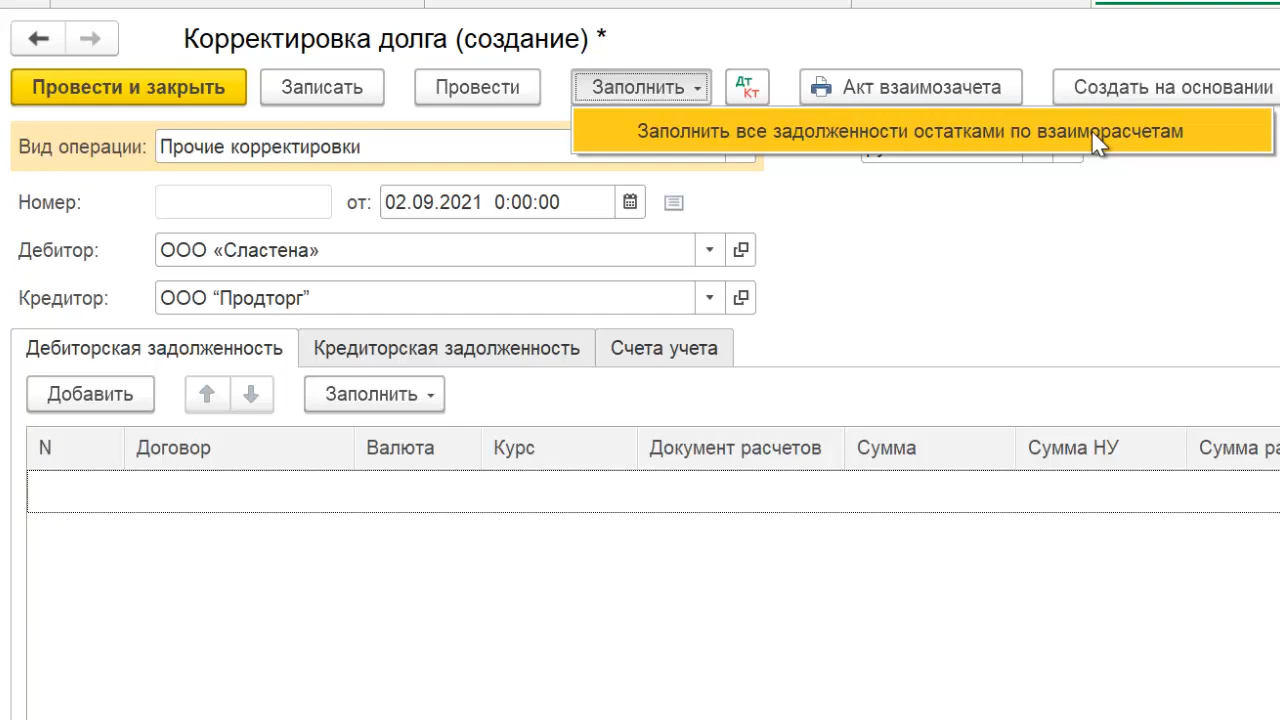 Корректировка долга (создание) *
Провести и закрыть Записать Провести Заполнить Дт Кт Акт взаимозачета Создать на основании
Заполнить все задолженности остатками по взаиморасчетам
Вид операции: Прочие корректировки
Номер: от: 02.09.2021 0:00:00
Дебитор: ООО «Сластена»
Кредитор: ООО “Продторг”
Дебиторская задолженность Кредиторская задолженность Счета учета
Добавить Заполнить
N Договор Валюта Курс Документ расчетов Сумма Сумма НУ Сумма